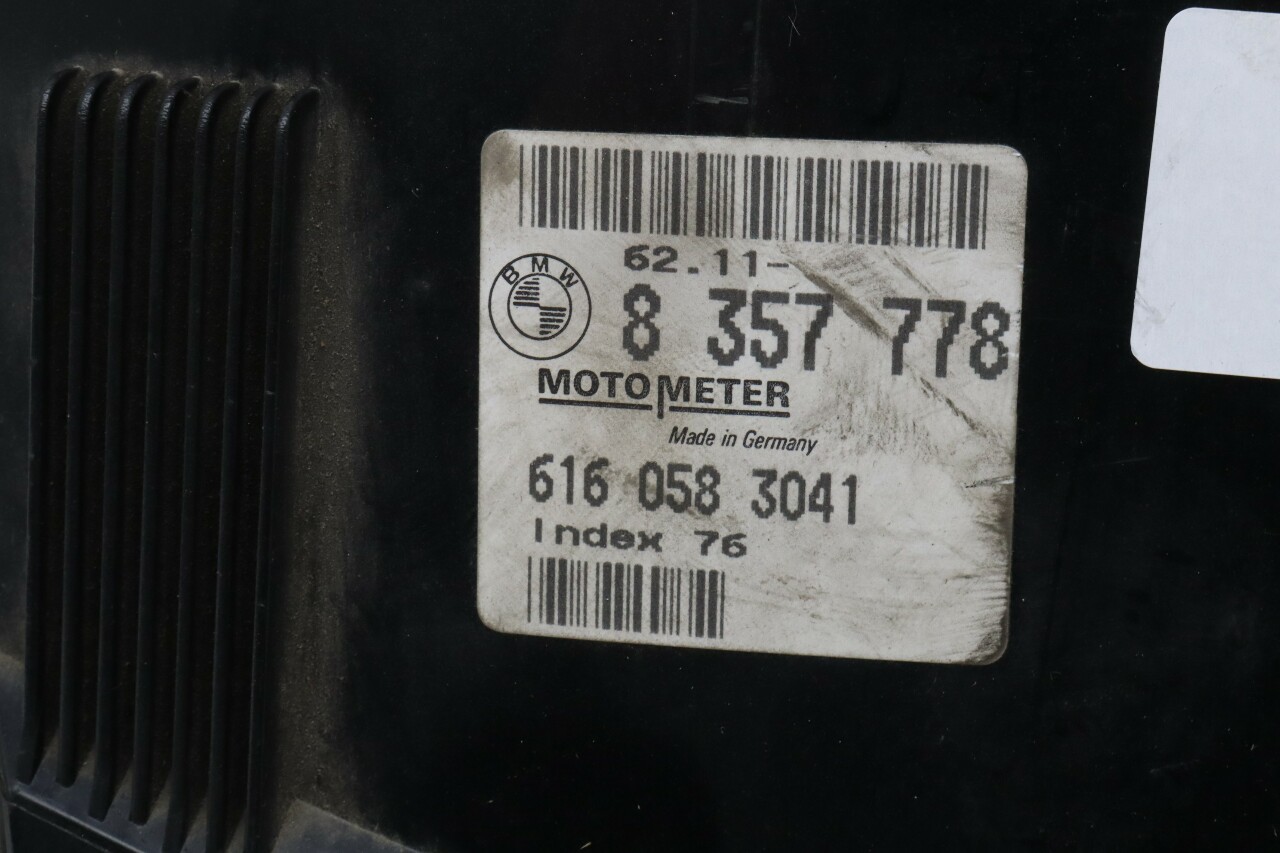 62.11-
BMW
8 357 778
MOTOMETER
Made in Germany
616 058 3041
Index 76